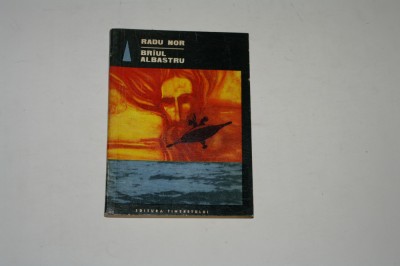 RADU NOR
BRÎUL
ALBASTRU
EDITURA TINERETULUI